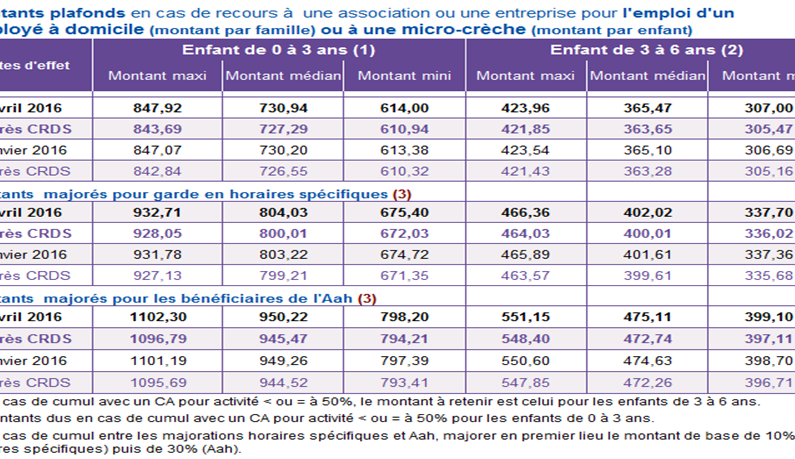 tants plafonds en cas de recours à une association ou une entreprise pour l'emploi d'un
ployé à domicile (montant par famille) ou à une micro-crèche (montant par enfant)
tes d'effet Enfant de 0 à 3 ans (1) Enfant de 3 à 6 ans (2)
Montant maxi Montant médian Montant mini Montant maxi Montant médian Montant m
vril 2016 847,92 730,94 614,00 423,96 365,47 307,00
rès CRDS 843,69 727,29 610,94 421,85 363,65 305,47
nvier 2016 847,07 730,20 613,38 423,54 365,10 306,69
rès CRDS 842,84 726,55 610,32 421,43 363,28 305,16
tants majorés pour garde en horaires spécifiques (3)
vril 2016 932,71 804,03 675,40 466,36 402,02 337,70
rès CRDS 928,05 800,01 672,03 464,03 400,01 336,02
nvier 2016 931,78 803,22 674,72 465,89 401,61 337,36
rès CRDS 927,13 799,21 671,35 463,57 399,61 335,68
tants majorés pour les bénéficiaires de l'Aah (3)
vril 2016 1102,30 950,22 798,20 551,15 475,11 399,10
rès CRDS 1096,79 945,47 794,21 548,40 472,74 397,11
nvier 2016 1101,19 949,26 797,39 550,60 474,63 398,70
rès CRDS 1095,69 944,52 793,41 547,85 472,26 396,71
cas de cumul avec un CA pour activité < ou = à 50%, le montant à retenir est celui pour les enfants de 3 à 6 ans.
ntants dus en cas de cumul avec un CA pour activité < ou = à 50% pour les enfants de 0 à 3 ans.
cas de cumul entre les majorations horaires spécifiques et Aah, majorer en premier lieu le montant de base de 10%
res spécifiques) puis de 30% (Aah).